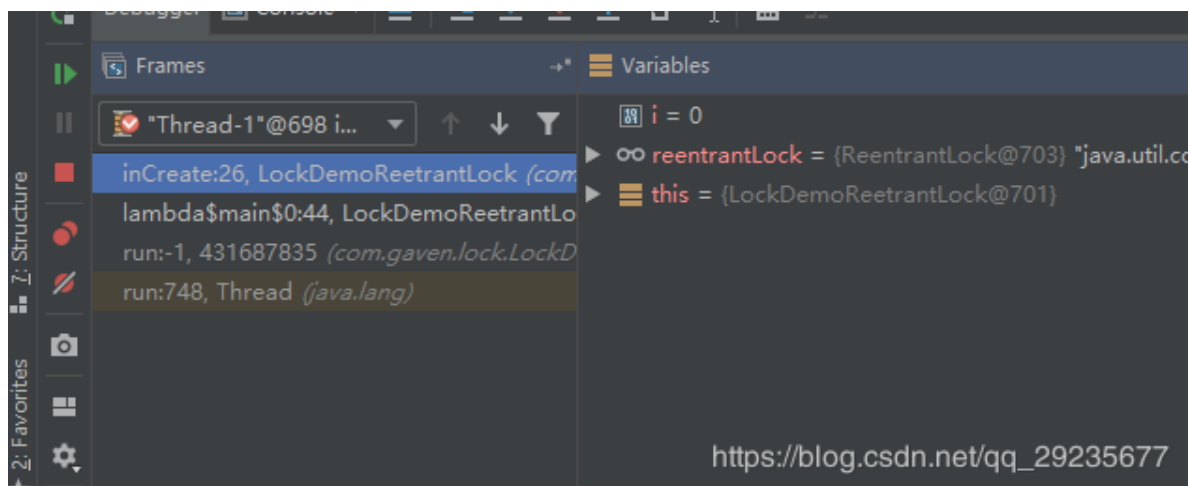 Debugger Console
Frames
Variables
"Thread-1"@698 i...
i = 0
inCreate:26, LockDemoReetrantLock (com.
reentrantLock = {ReentrantLock@703} "java.util.co
lambda$main$0:44, LockDemoReetrantLo
this = {LockDemoReetrantLock@701}
run:-1, 431687835 (com.gaven.lock.LockD
run:748, Thread (java.lang)
7: Structure
2: Favorites
https://blog.csdn.net/qq_29235677